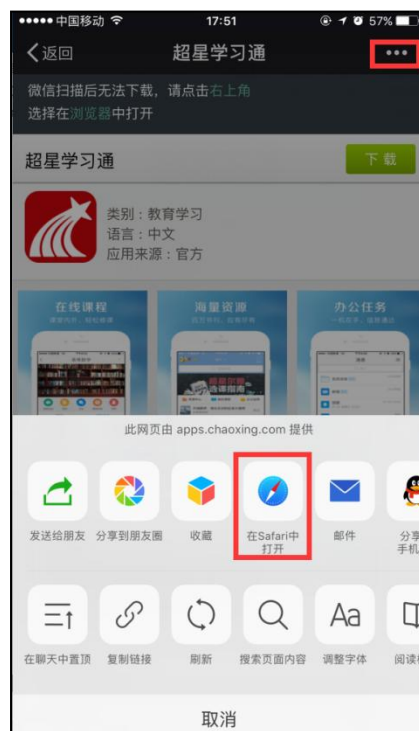 中国移动 17:51 57%
返回 超星学习通
微信扫描后无法下载，请点击右上角
选择在浏览器中打开
超星学习通 下载
类别：教育学习
语言：中文
应用来源：官方
在线课程 海量资源 办公任务
此网页由 apps.chaoxing.com 提供
发送给朋友 分享到朋友圈 收藏 在Safari中 邮件 分享
打开 手机
Aa
在聊天中置顶 复制链接 刷新 搜索页面内容 调整字体 阅读
取消